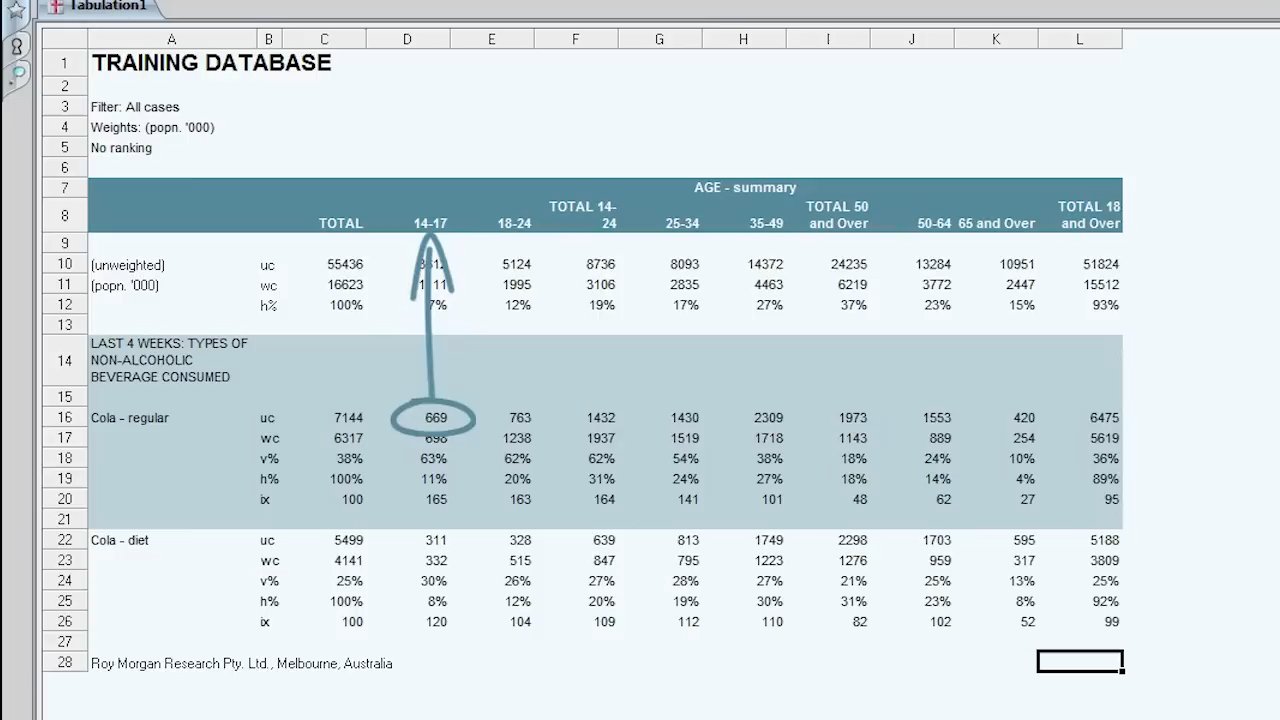 Tabulation1
A B C D E F G H I J K L
1 TRAINING DATABASE
2
3 Filter: All cases
4 Weights: (popn. '000)
5 No ranking
6
7 AGE - summary
8 TOTAL 14-17 18-24 TOTAL 14-24 25-34 35-49 TOTAL 50 and Over 50-64 65 and Over TOTAL 18 and Over
9
10 (unweighted) uc 55436 5124 8736 8093 14372 24235 13284 10951 51824
11 (popn. '000) wc 16623 1995 3106 2835 4463 6219 3772 2447 15512
12 h% 100% 7% 12% 19% 17% 27% 37% 23% 15% 93%
13
14 LAST 4 WEEKS: TYPES OF
NON-ALCOHOLIC
BEVERAGE CONSUMED
15
16 Cola - regular uc 7144 669 763 1432 1430 2309 1973 1553 420 6475
17 wc 6317 698 1238 1937 1519 1718 1143 889 254 5619
18 v% 38% 63% 62% 62% 54% 38% 18% 24% 10% 36%
19 h% 100% 11% 20% 31% 24% 27% 18% 14% 4% 89%
20 ix 100 165 163 164 141 101 48 62 27 95
21
22 Cola - diet uc 5499 311 328 639 813 1749 2298 1703 595 5188
23 wc 4141 332 515 847 795 1223 1276 959 317 3809
24 v% 25% 30% 26% 27% 28% 27% 21% 25% 13% 25%
25 h% 100% 8% 12% 20% 19% 30% 31% 23% 8% 92%
26 ix 100 120 104 109 112 110 82 102 52 99
27
28 Roy Morgan Research Pty. Ltd., Melbourne, Australia